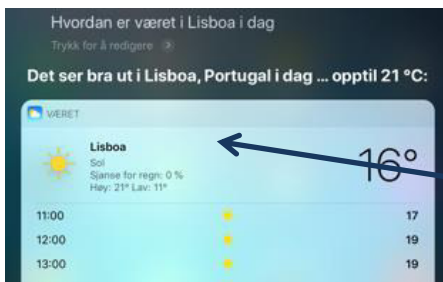 Hvordan er været i Lisboa i dag
Trykk for å redigere
Det ser bra ut i Lisboa, Portugal i dag ... opptil 21 °C:
VÆRET
Lisboa
Sol
Sjanse for regn: 0 %
Høy: 21° Lav: 11°
16°
11:00 17
12:00 19
13:00 19